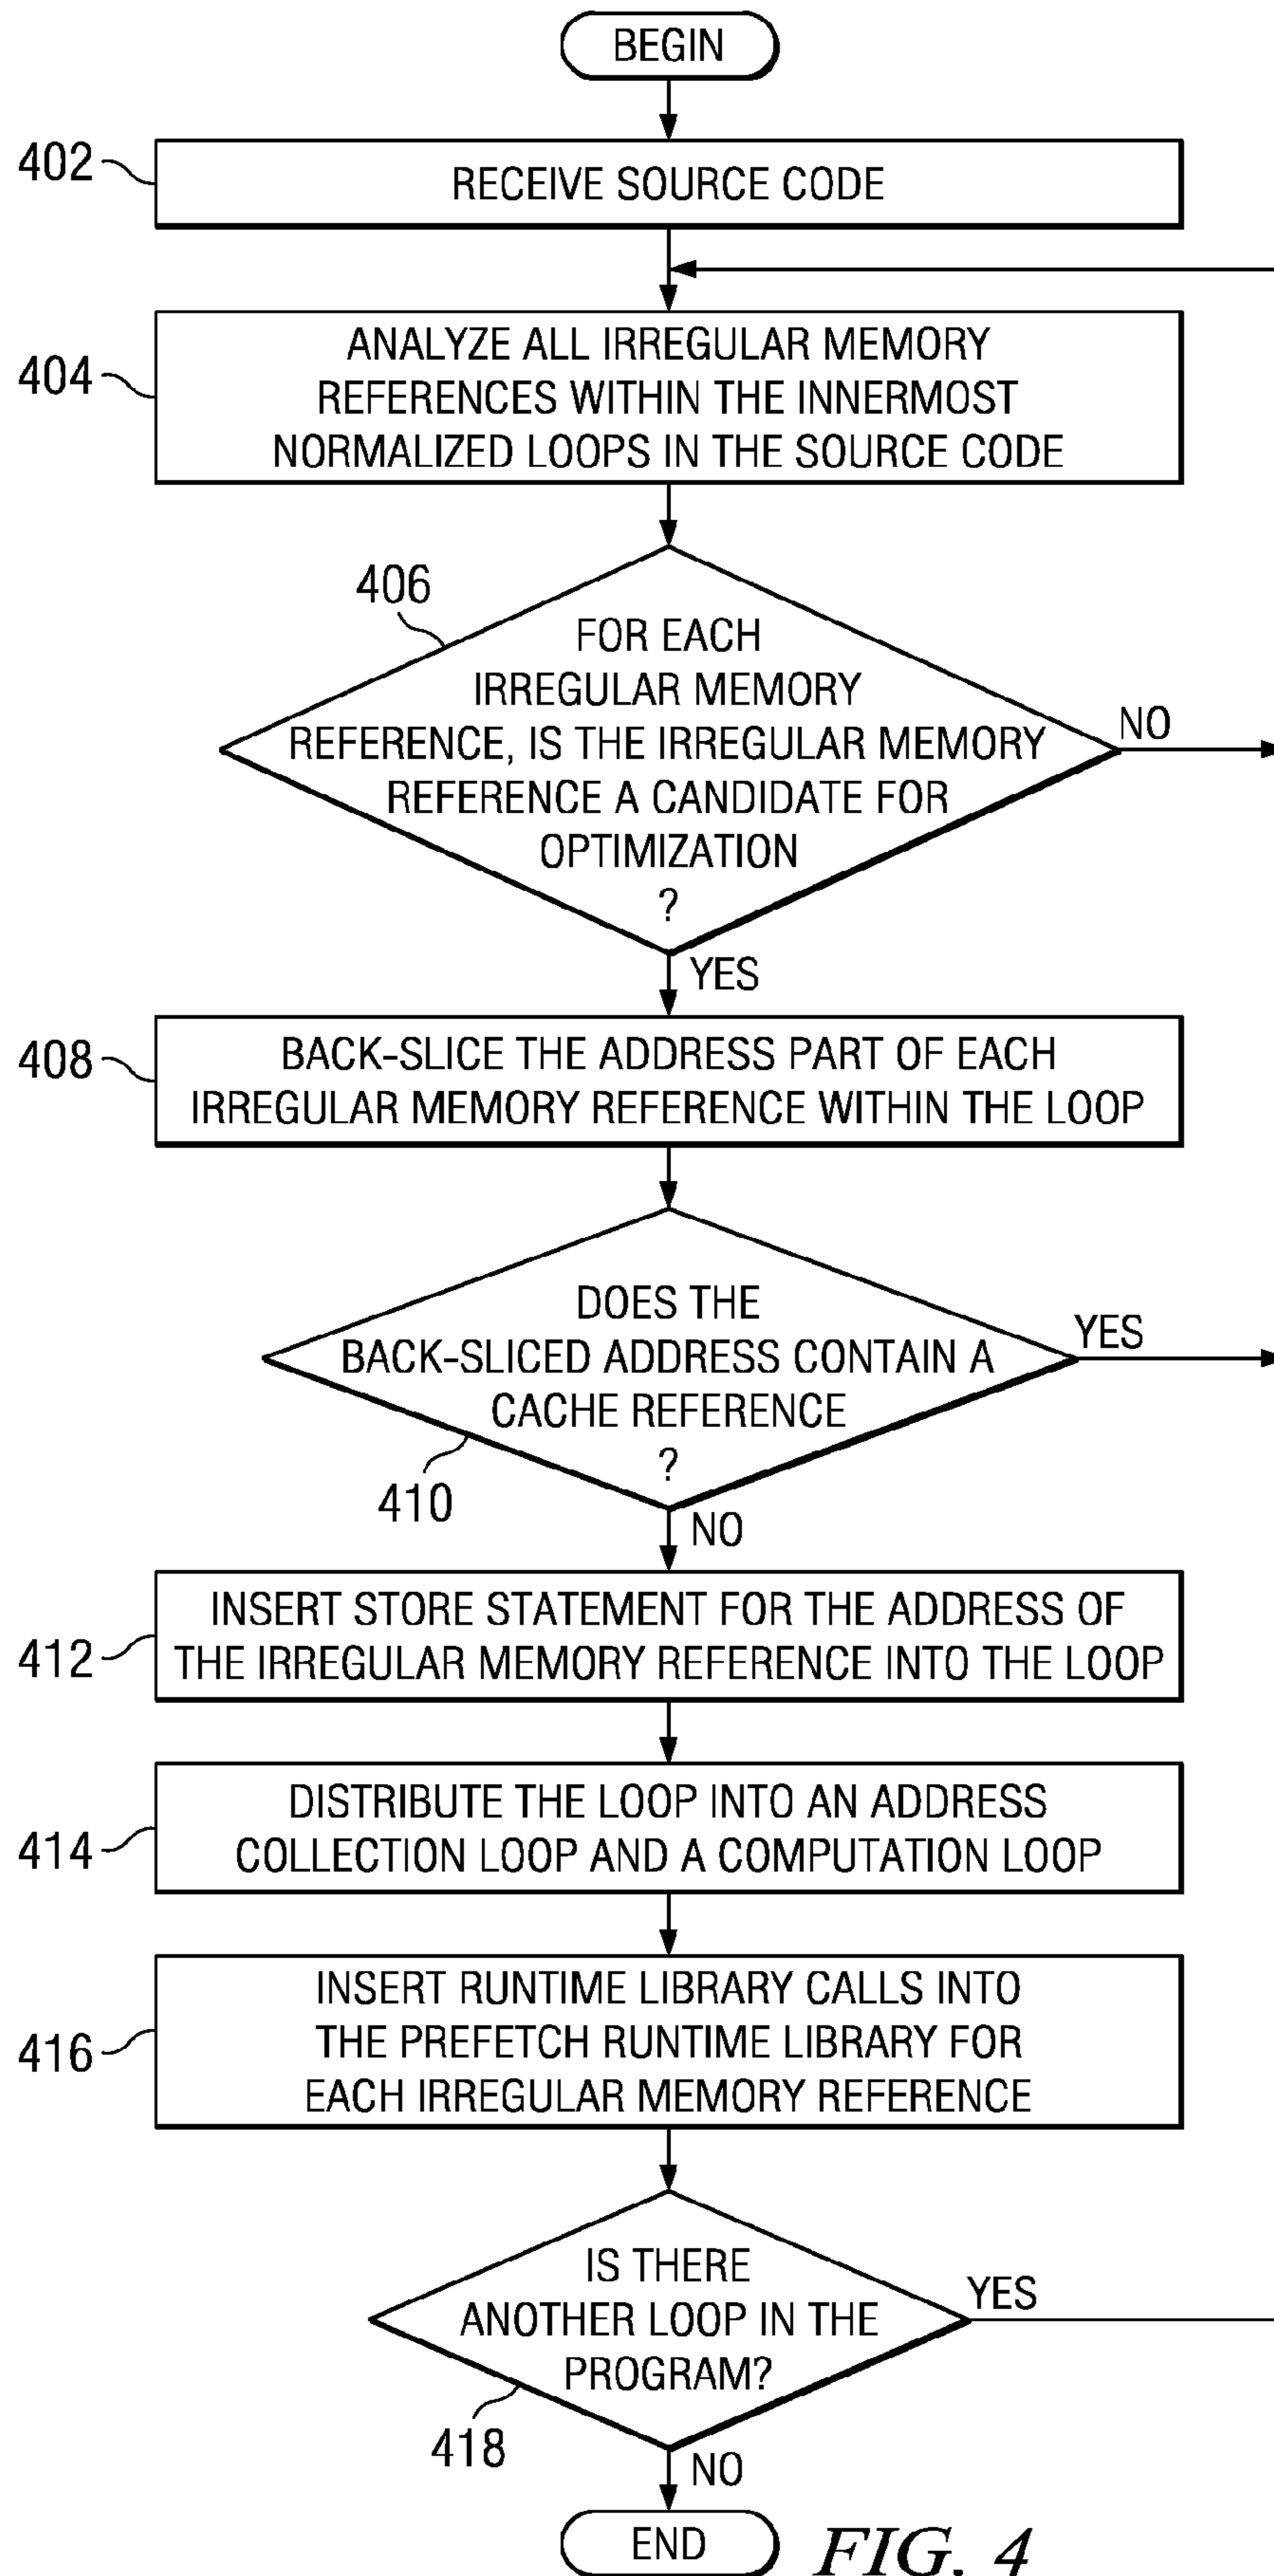 BEGIN
402
RECEIVE SOURCE CODE
404
ANALYZE ALL IRREGULAR MEMORY
REFERENCES WITHIN THE INNERMOST
NORMALIZED LOOPS IN THE SOURCE CODE
406
FOR EACH
IRREGULAR MEMORY
REFERENCE, IS THE IRREGULAR MEMORY
REFERENCE A CANDIDATE FOR
OPTIMIZATION
?
NO
YES
408
BACK-SLICE THE ADDRESS PART OF EACH
IRREGULAR MEMORY REFERENCE WITHIN THE LOOP
DOES THE
BACK-SLICED ADDRESS CONTAIN A
CACHE REFERENCE
?
YES
410
NO
412
INSERT STORE STATEMENT FOR THE ADDRESS OF
THE IRREGULAR MEMORY REFERENCE INTO THE LOOP
414
DISTRIBUTE THE LOOP INTO AN ADDRESS
COLLECTION LOOP AND A COMPUTATION LOOP
416
INSERT RUNTIME LIBRARY CALLS INTO
THE PREFETCH RUNTIME LIBRARY FOR
EACH IRREGULAR MEMORY REFERENCE
IS THERE
ANOTHER LOOP IN THE
PROGRAM?
YES
418
NO
END
FIG. 4